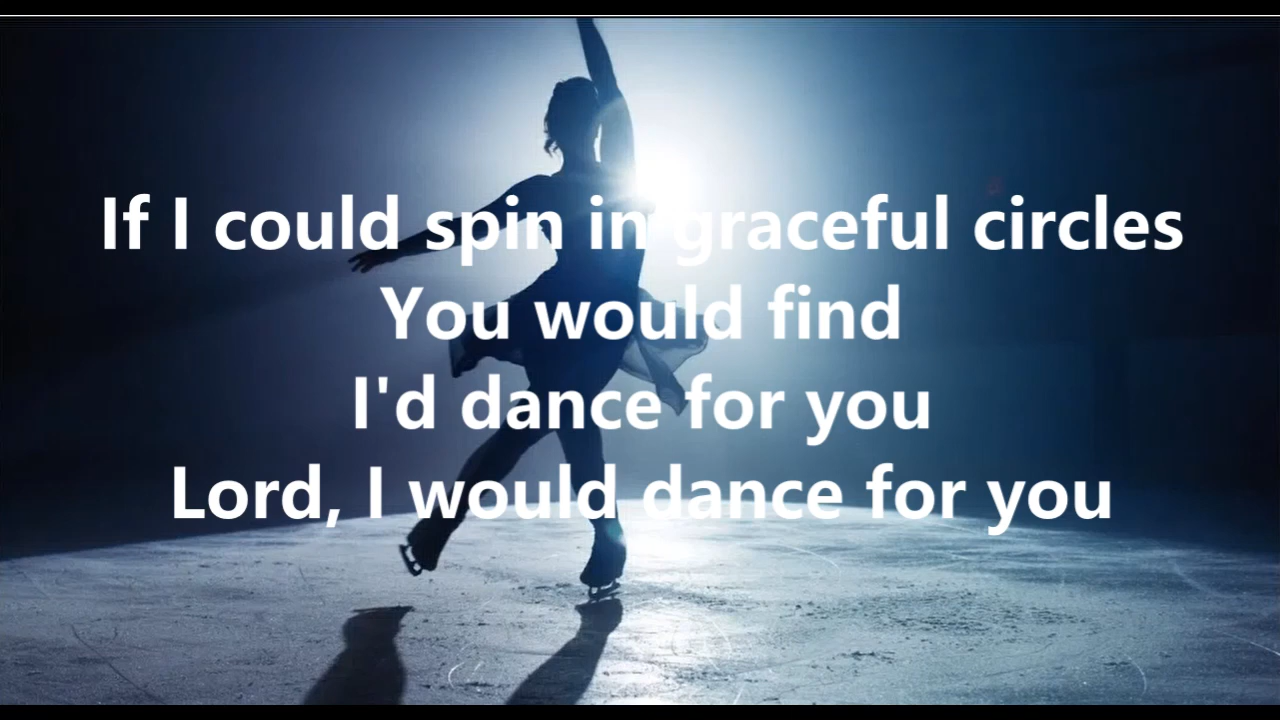 If I could spin in graceful circles
You would find
I'd dance for you
Lord, I would dance for you